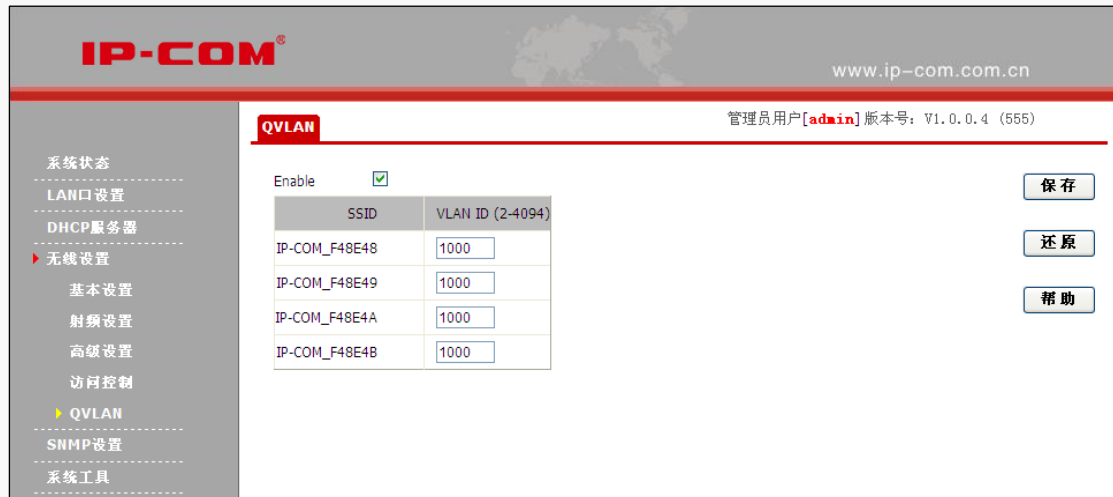 IP-COM®
www.ip-com.com.cn
QVLAN
管理员用户[admin]版本号：V1.0.0.4 (555)
系统状态
LAN口设置
DHCP服务器
无线设置
基本设置
射频设置
高级设置
访问控制
QVLAN
SNMP设置
系统工具
Enable
SSID VLAN ID (2-4094)
IP-COM_F48E48 1000
IP-COM_F48E49 1000
IP-COM_F48E4A 1000
IP-COM_F48E4B 1000
保存
还原
帮助